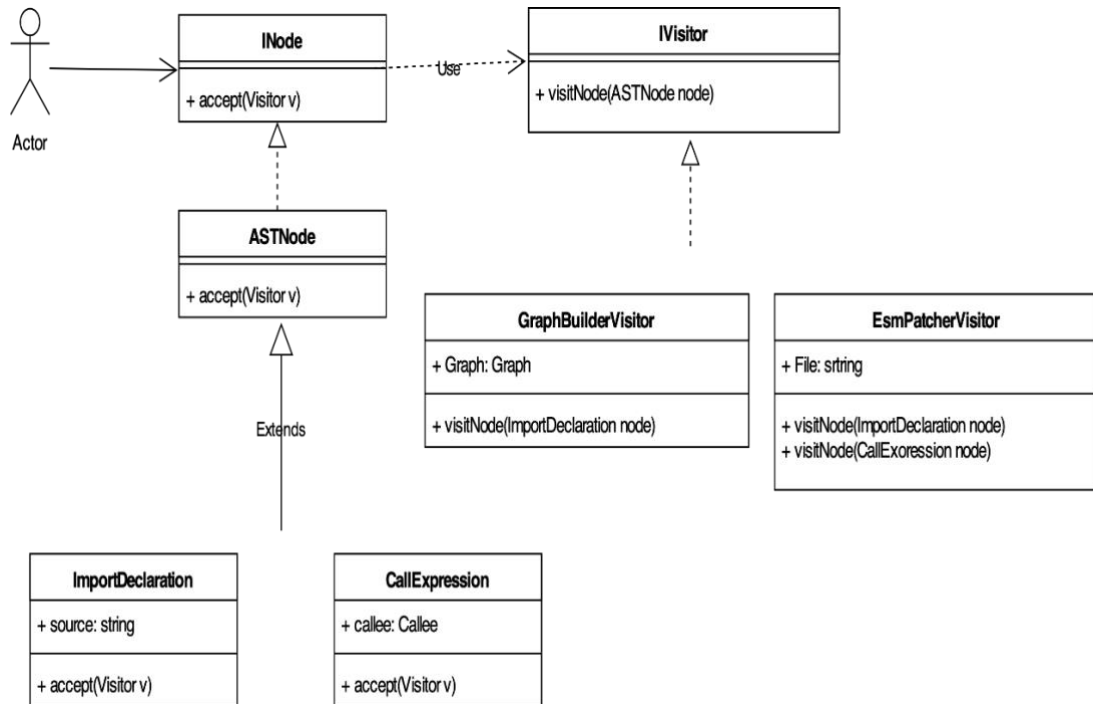 Actor
INode
+ accept(Visitor v)
Use
IVisitor
+ visitNode(ASTNode node)
ASTNode
+ accept(Visitor v)
Extends
GraphBuilderVisitor
+ Graph: Graph
+ visitNode(ImportDeclaration node)
EsmPatcherVisitor
+ File: srtring
+ visitNode(ImportDeclaration node)
+ visitNode(CallExoression node)
ImportDeclaration
+ source: string
+ accept(Visitor v)
CallExpression
+ callee: Callee
+ accept(Visitor v)